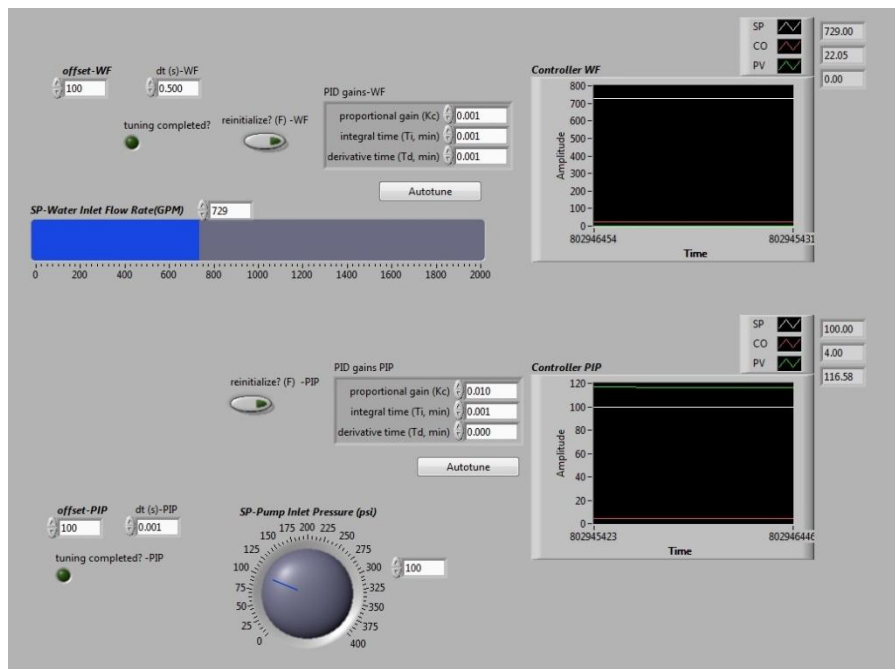 SP 729.00
CO 22.05
PV 0.00
offset-WF dt (s)-WF
100 0.500
Controller WF
PID gains-WF
proportional gain (Kc) 0.001
integral time (Ti, min) 0.001
derivative time (Td, min) 0.001
tuning completed? reinitialize? (F) -WF
Autotune
SP-Water Inlet Flow Rate(GPM) 729
0 200 400 600 800 1000 1200 1400 1600 1800 2000
800
700
600
500
400
300
200
100
0
Amplitude
802946454 802945431
Time
SP 100.00
CO 4.00
PV 116.58
PID gains PIP
Controller PIP
reinitialize? (F) -PIP
proportional gain (Kc) 0.010
integral time (Ti, min) 0.001
derivative time (Td, min) 0.000
Autotune
120
100
80
60
40
20
0
Amplitude
802945423 802946446
Time
offset-PIP dt (s)-PIP
100 0.001
tuning completed? -PIP
SP-Pump Inlet Pressure (psi)
0 25 50 75 100 125 150 175 200 225 250 275 300 325 350 375 400
100